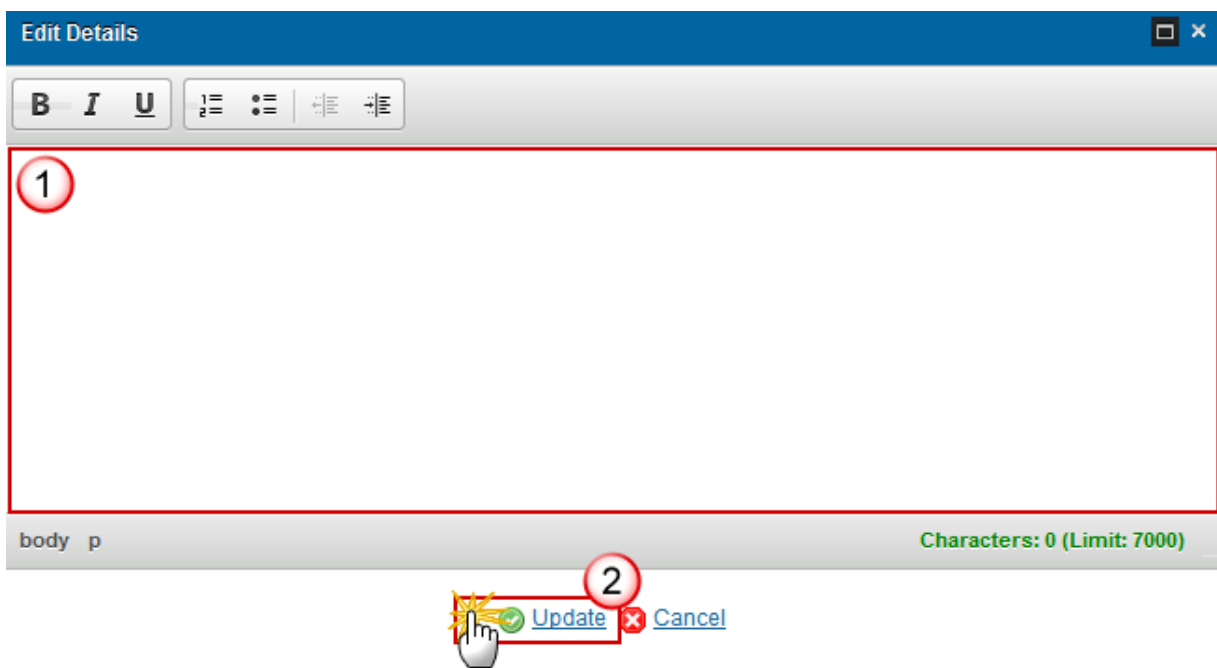 Edit Details
B I U
1
body p Characters: 0 (Limit: 7000)
2
Update Cancel